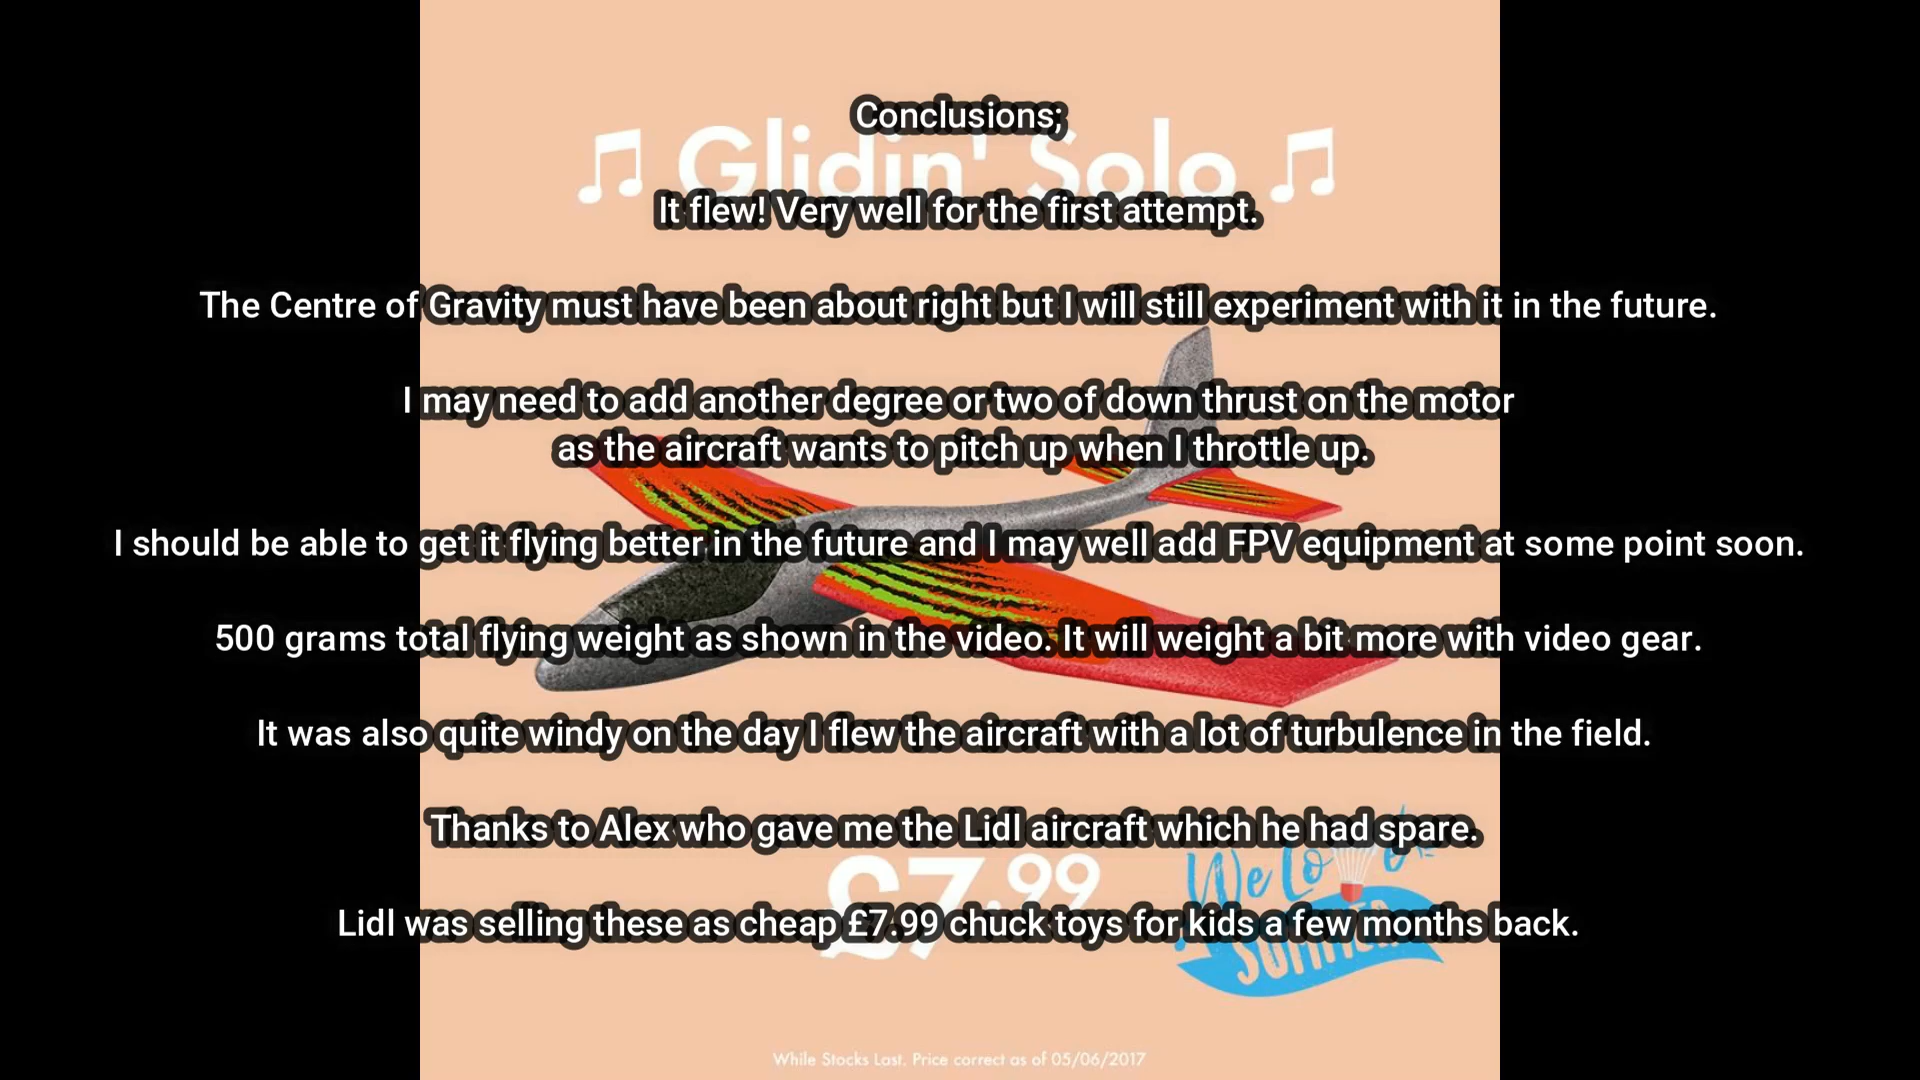 Conclusions;
♫ Glidin' Solo ♫
It flew! Very well for the first attempt.
The Centre of Gravity must have been about right but I will still experiment with it in the future.
I may need to add another degree or two of down thrust on the motor
as the aircraft wants to pitch up when I throttle up.
I should be able to get it flying better in the future and I may well add FPV equipment at some point soon.
500 grams total flying weight as shown in the video. It will weight a bit more with video gear.
It was also quite windy on the day I flew the aircraft with a lot of turbulence in the field.
Thanks to Alex who gave me the Lidl aircraft which he had spare.
£7.99
We
Lidl was selling these as cheap £7.99 chuck toys for kids a few months back.
SUMMER
While Stocks Last. Price correct as of 05/06/2017